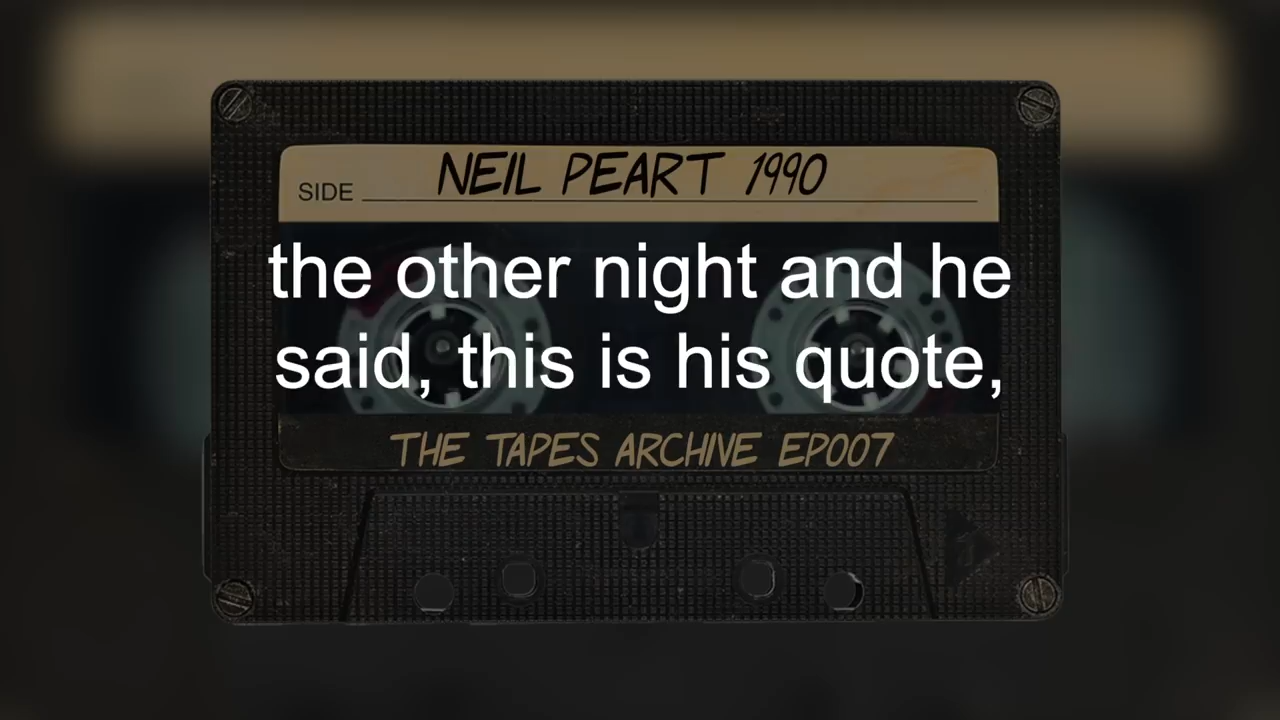 NEIL PEART 1990
SIDE
the other night and he
said, this is his quote,
THE TAPES ARCHIVE EP007